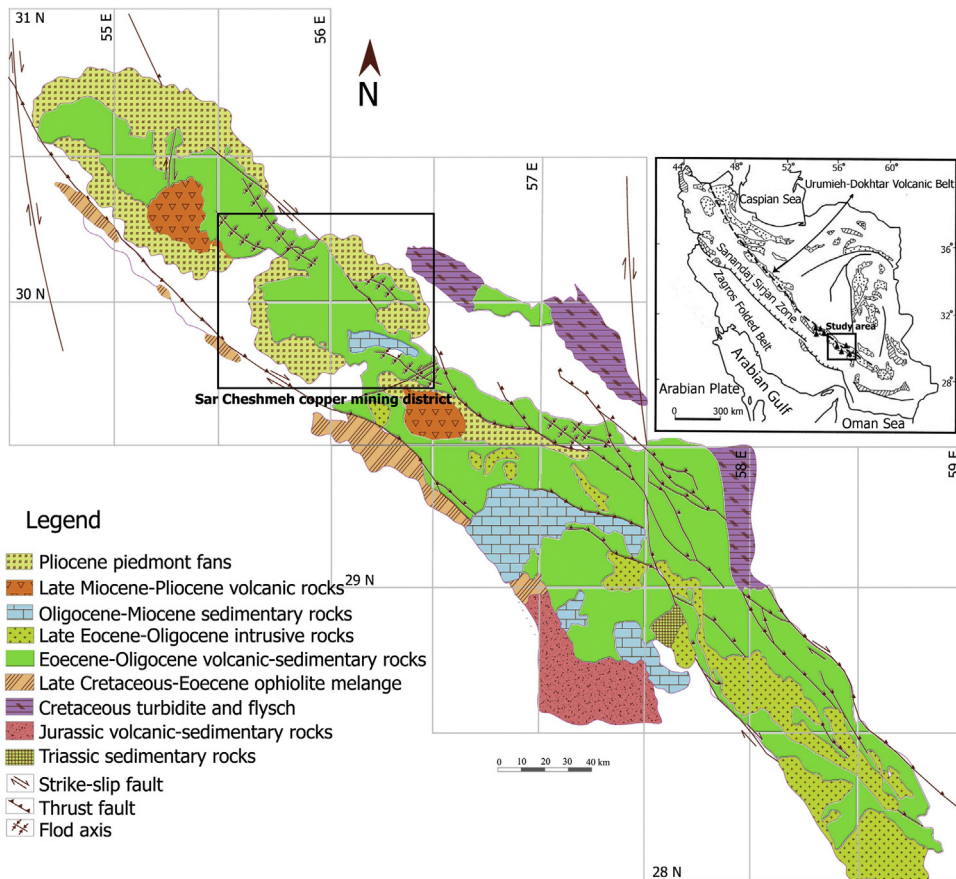 31 N
55 E
56 E
N
57 E
30 N
44
48
52
56
60
Urumieh-Dokhtar Volcanic Belt
Caspian Sea
36
Sanandaj Sirjan Zone
Zagros Folded Belt
32
Study area
Arabian Gulf
Arabian Plate
28
0 300 km
Oman Sea
Sar Cheshmeh copper mining district
58 E
59 E
29 N
Legend
Pliocene piedmont fans
Late Miocene-Pliocene volcanic rocks
Oligocene-Miocene sedimentary rocks
Late Eocene-Oligocene intrusive rocks
Eoecene-Oligocene volcanic-sedimentary rocks
Late Cretaceous-Eoecene ophiolite melange
Cretaceous turbidite and flysch
Jurassic volcanic-sedimentary rocks
Triassic sedimentary rocks
Strike-slip fault
Thrust fault
Flod axis
0 10 20 30 40 km
28 N